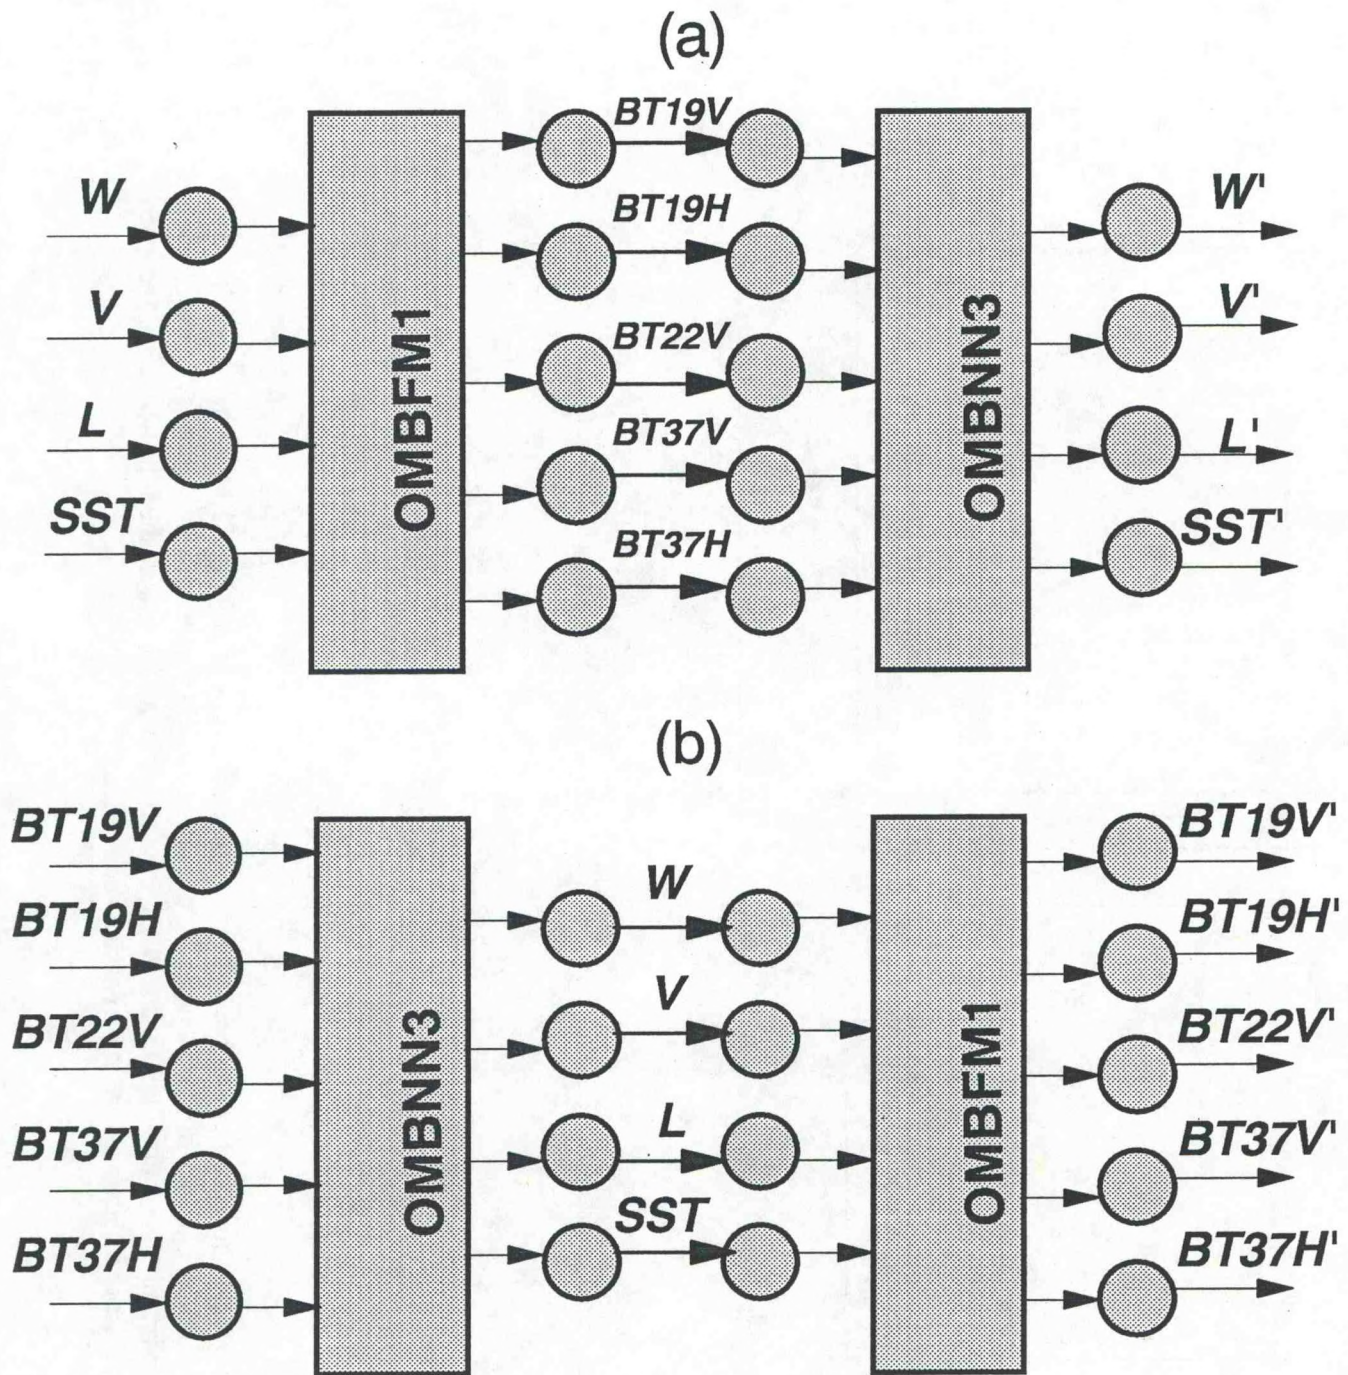 (a)
W
V
L
SST
OMBFM1
BT19V
BT19H
BT22V
BT37V
BT37H
OMBNN3
W'
V'
L'
SST'
(b)
BT19V
BT19H
BT22V
BT37V
BT37H
OMBNN3
W
V
L
SST
OMBFM1
BT19V'
BT19H'
BT22V'
BT37V'
BT37H'